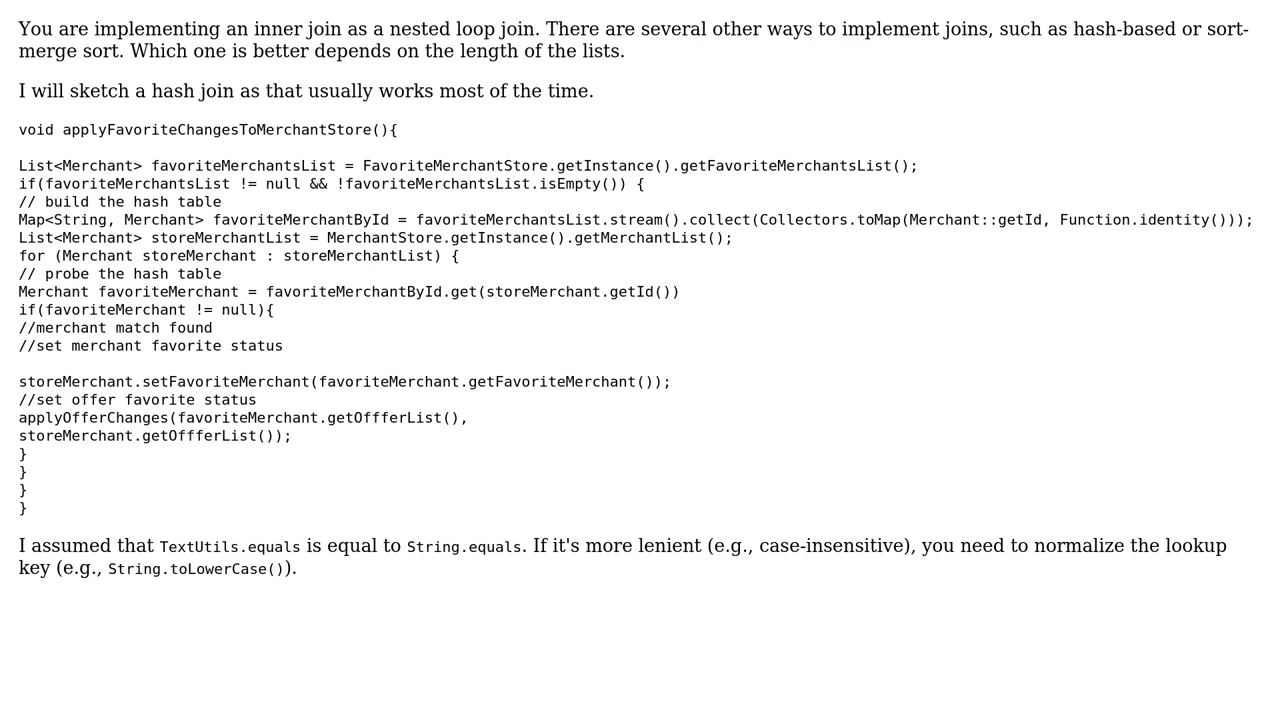 You are implementing an inner join as a nested loop join. There are several other ways to implement joins, such as hash-based or sort-
merge sort. Which one is better depends on the length of the lists.
I will sketch a hash join as that usually works most of the time.
void applyFavoriteChangesToMerchantStore(){
List<Merchant> favoriteMerchantsList = FavoriteMerchantStore.getInstance().getFavoriteMerchantsList();
if(favoriteMerchantsList != null && !favoriteMerchantsList.isEmpty()) {
// build the hash table
Map<String, Merchant> favoriteMerchantById = favoriteMerchantsList.stream().collect(Collectors.toMap(Merchant::getId, Function.identity()));
List<Merchant> storeMerchantList = MerchantStore.getInstance().getMerchantList();
for (Merchant storeMerchant : storeMerchantList) {
// probe the hash table
Merchant favoriteMerchant = favoriteMerchantById.get(storeMerchant.getId())
if(favoriteMerchant != null){
//merchant match found
//set merchant favorite status
storeMerchant.setFavoriteMerchant(favoriteMerchant.getFavoriteMerchant());
//set offer favorite status
applyOfferChanges(favoriteMerchant.getOffferList(),
storeMerchant.getOffferList());
}
}
}
}
I assumed that TextUtils.equals is equal to String.equals. If it's more lenient (e.g., case-insensitive), you need to normalize the lookup
key (e.g., String.toLowerCase()).